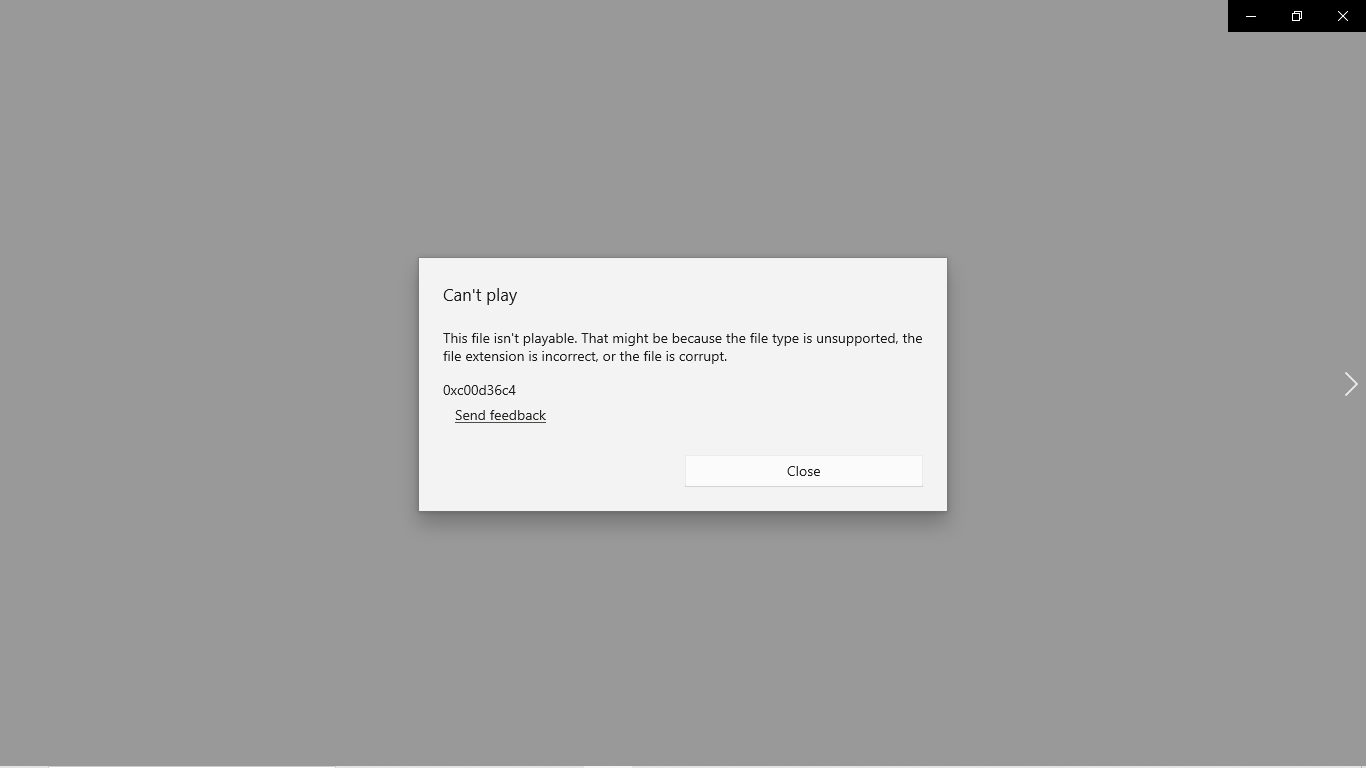 Can't play
This file isn't playable. That might be because the file type is unsupported, the
file extension is incorrect, or the file is corrupt.
0xc00d36c4
Send feedback
Close